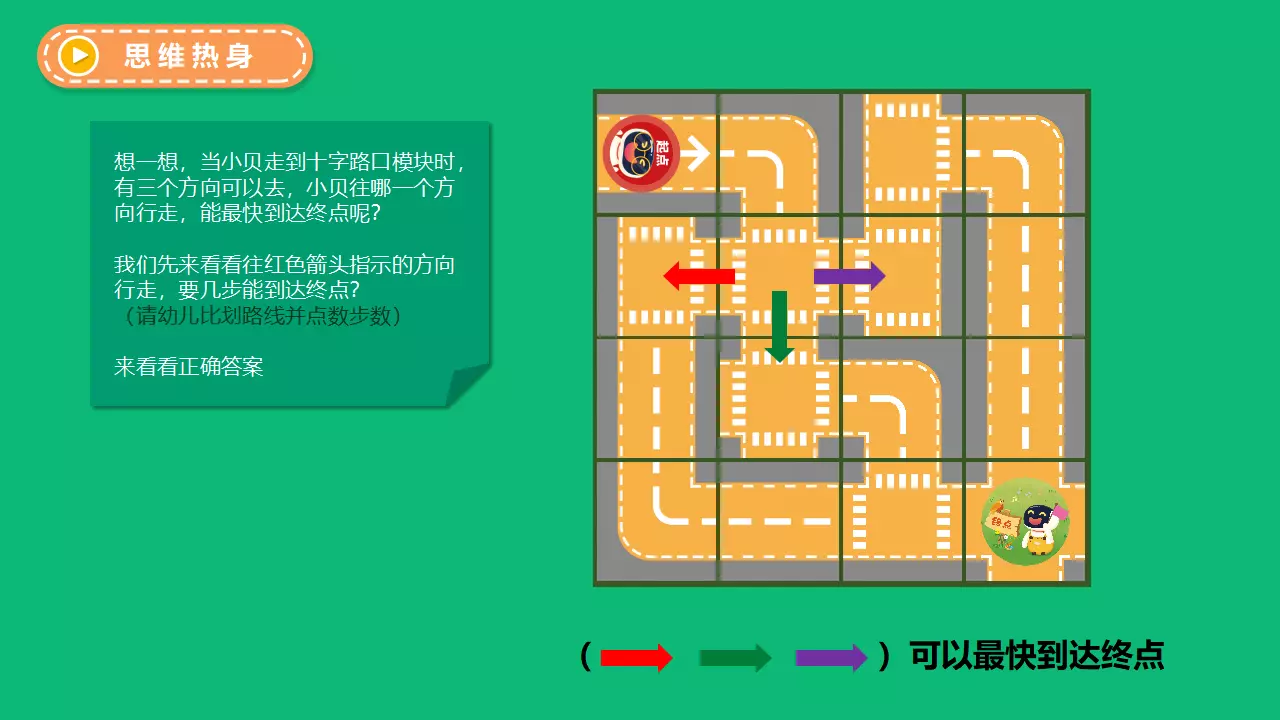 思维热身
想一想，当小贝走到十字路口模块时，
有三个方向可以去，小贝往哪一个方
向行走，能最快到达终点呢？
我们先来看看往红色箭头指示的方向
行走，要几步能到达终点？
（请幼儿比划路线并点数步数）
来看看正确答案
起点
终点
（ ）可以最快到达终点